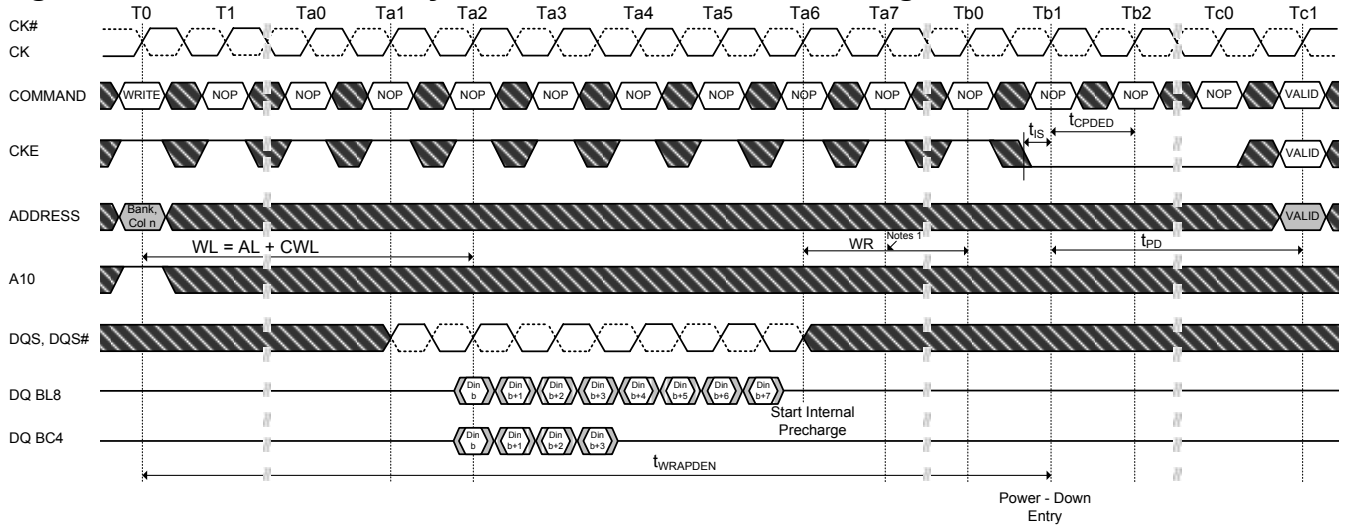 T0 T1 Ta0 Ta1 Ta2 Ta3 Ta4 Ta5 Ta6 Ta7 Tb0 Tb1 Tb2 Tc0 Tc1
CK#
CK
COMMAND WRITE NOP NOP NOP NOP NOP NOP NOP NOP NOP NOP NOP NOP NOP VALID
tIS tCPDED
CKE VALID
ADDRESS Bank, Col n VALID
WL = AL + CWL WR Notes 1 tPD
A10
DQS, DQS#
DQ BL8 Din b Din b+1 Din b+2 Din b+3 Din b+4 Din b+5 Din b+6 Din b+7
Start Internal
Precharge
DQ BC4 Din b Din b+1 Din b+2 Din b+3
tWRAPDEN
Power - Down
Entry